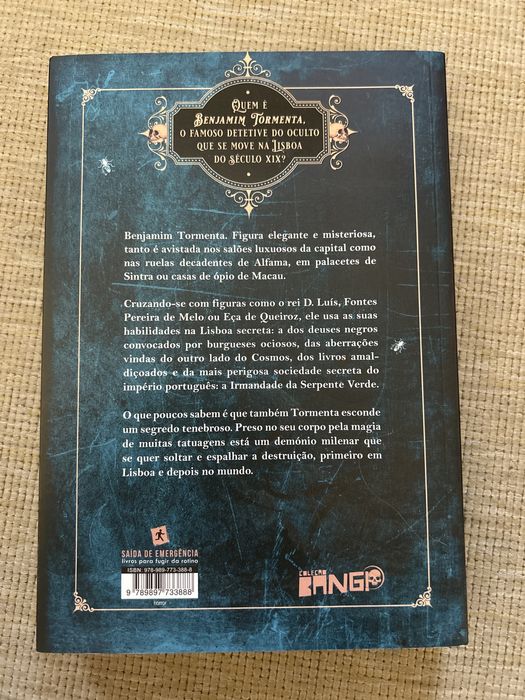 Quem é
Benjamim Tormenta,
o famoso detetive do oculto
que se move na Lisboa
do Século XIX?
Benjamim Tormenta. Figura elegante e misteriosa,
tanto é avistada nos salões luxuosos da capital como
nas ruelas decadentes de Alfama, em palacetes de
Sintra ou casas de ópio de Macau.
Cruzando-se com figuras como o rei D. Luís, Fontes
Pereira de Melo ou Eça de Queiroz, ele usa as suas
habilidades na Lisboa secreta: a dos deuses negros
convocados por burgueses ociosos, das aberrações
vindas do outro lado do Cosmos, dos livros amal-
diçoados e da mais perigosa sociedade secreta do
império português: a Irmandade da Serpente Verde.
O que poucos sabem é que também Tormenta esconde
um segredo tenebroso. Preso no seu corpo pela magia
de muitas tatuagens está um demónio milenar que
se quer soltar e espalhar a destruição, primeiro em
Lisboa e depois no mundo.
SAÍDA DE EMERGÊNCIA
livros para fugir da rotina
ISBN: 978-989-773-388-8
9 789897 733888
horror
COLEÇÃO
BANG!